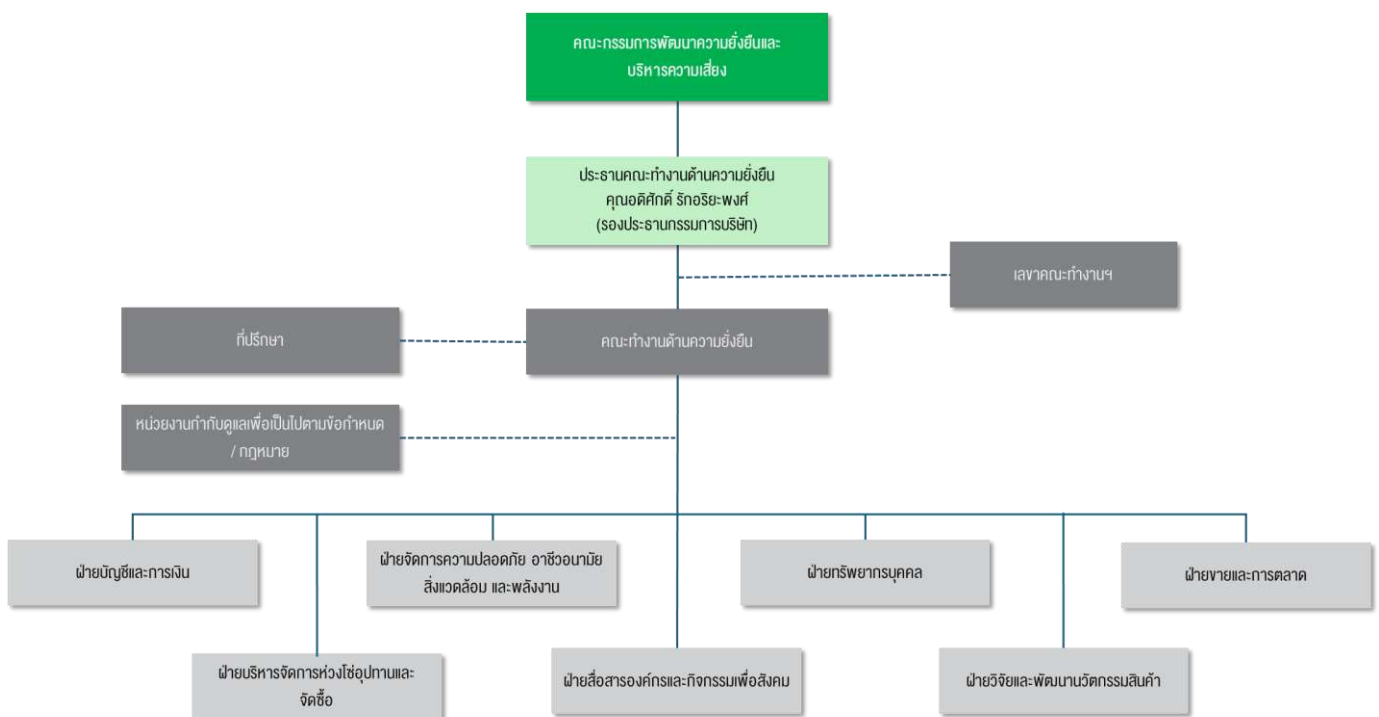 คณะกรรมการพัฒนาความยั่งยืนและ
บริหารความเสี่ยง
ประธานคณะทำงานด้านความยั่งยืน
คุณอดิศักดิ์ รักอริยะพงศ์
(รองประธานกรรมการบริษัท)
เลขาคณะทำงานฯ
ที่ปรึกษา
คณะทำงานด้านความยั่งยืน
หน่วยงานกำกับดูแลเพื่อเป็นไปตามข้อกำหนด
/ กฎหมาย
ฝ่ายบัญชีและการเงิน
ฝ่ายจัดการความปลอดภัย อาชีวอนามัย
สิ่งแวดล้อม และพลังงาน
ฝ่ายทรัพยากรบุคคล
ฝ่ายขายและการตลาด
ฝ่ายบริหารจัดการห่วงโซ่อุปทานและ
จัดซื้อ
ฝ่ายสื่อสารองค์กรและกิจกรรมเพื่อสังคม
ฝ่ายวิจัยและพัฒนานวัตกรรมสินค้า